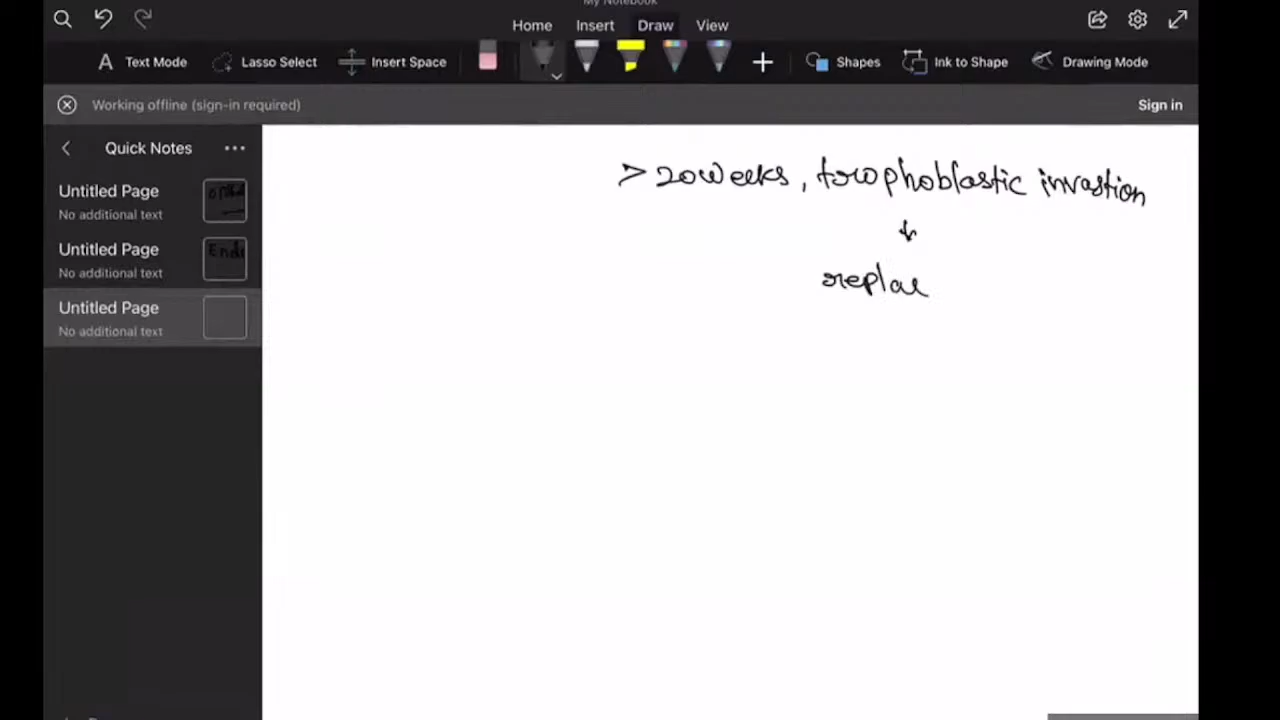 My Notebook
Home Insert Draw View
Text Mode Lasso Select Insert Space Shapes Ink to Shape Drawing Mode
Working offline (sign-in required) Sign in
Quick Notes
Untitled Page
No additional text
Untitled Page
No additional text
Untitled Page
No additional text
> 20 weeks, trophoblastic invastion
↓
replac